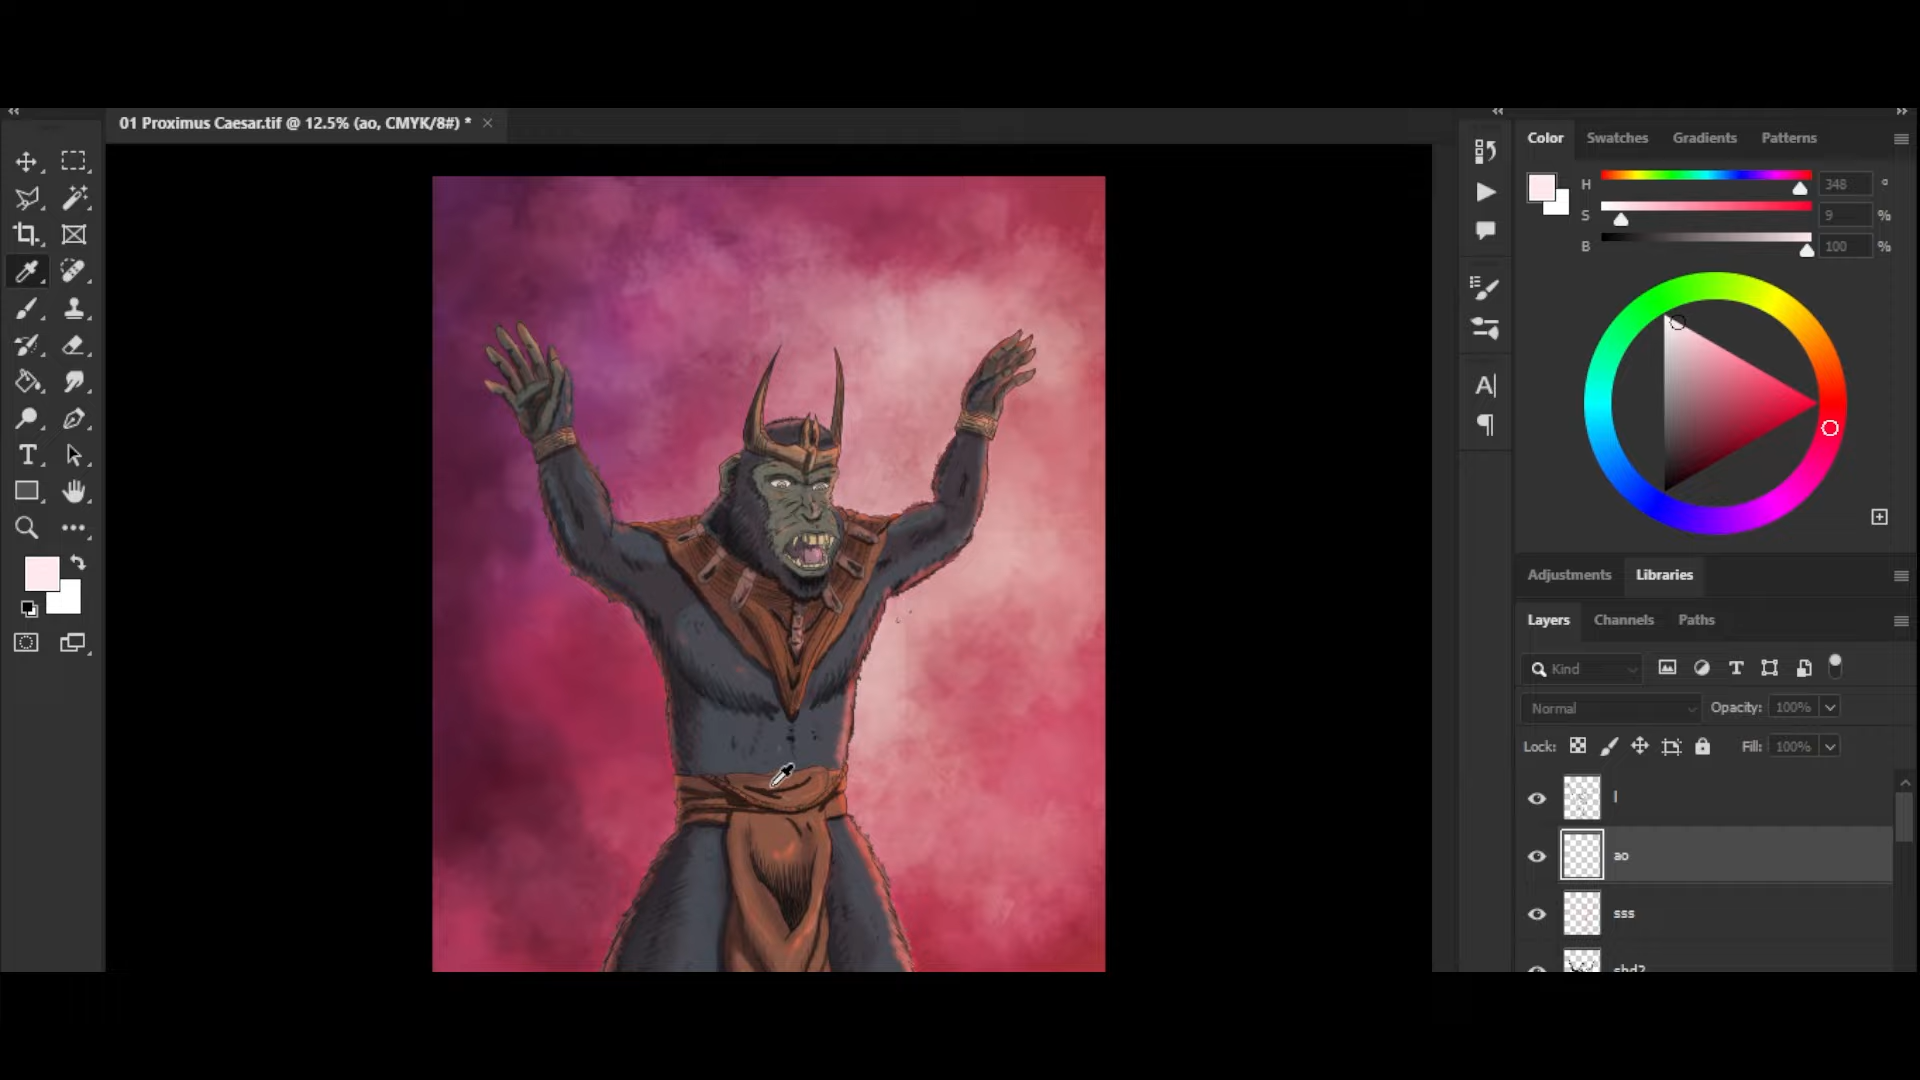 01 Proximus Caesar.tif @ 12.5% (ao, CMYK/8#) *
Color Swatches Gradients Patterns
H 348 °
S 9 %
B 100 %
Adjustments Libraries
Layers Channels Paths
Kind
Normal Opacity: 100%
Lock: Fill: 100%
l
ao
sss
shd2